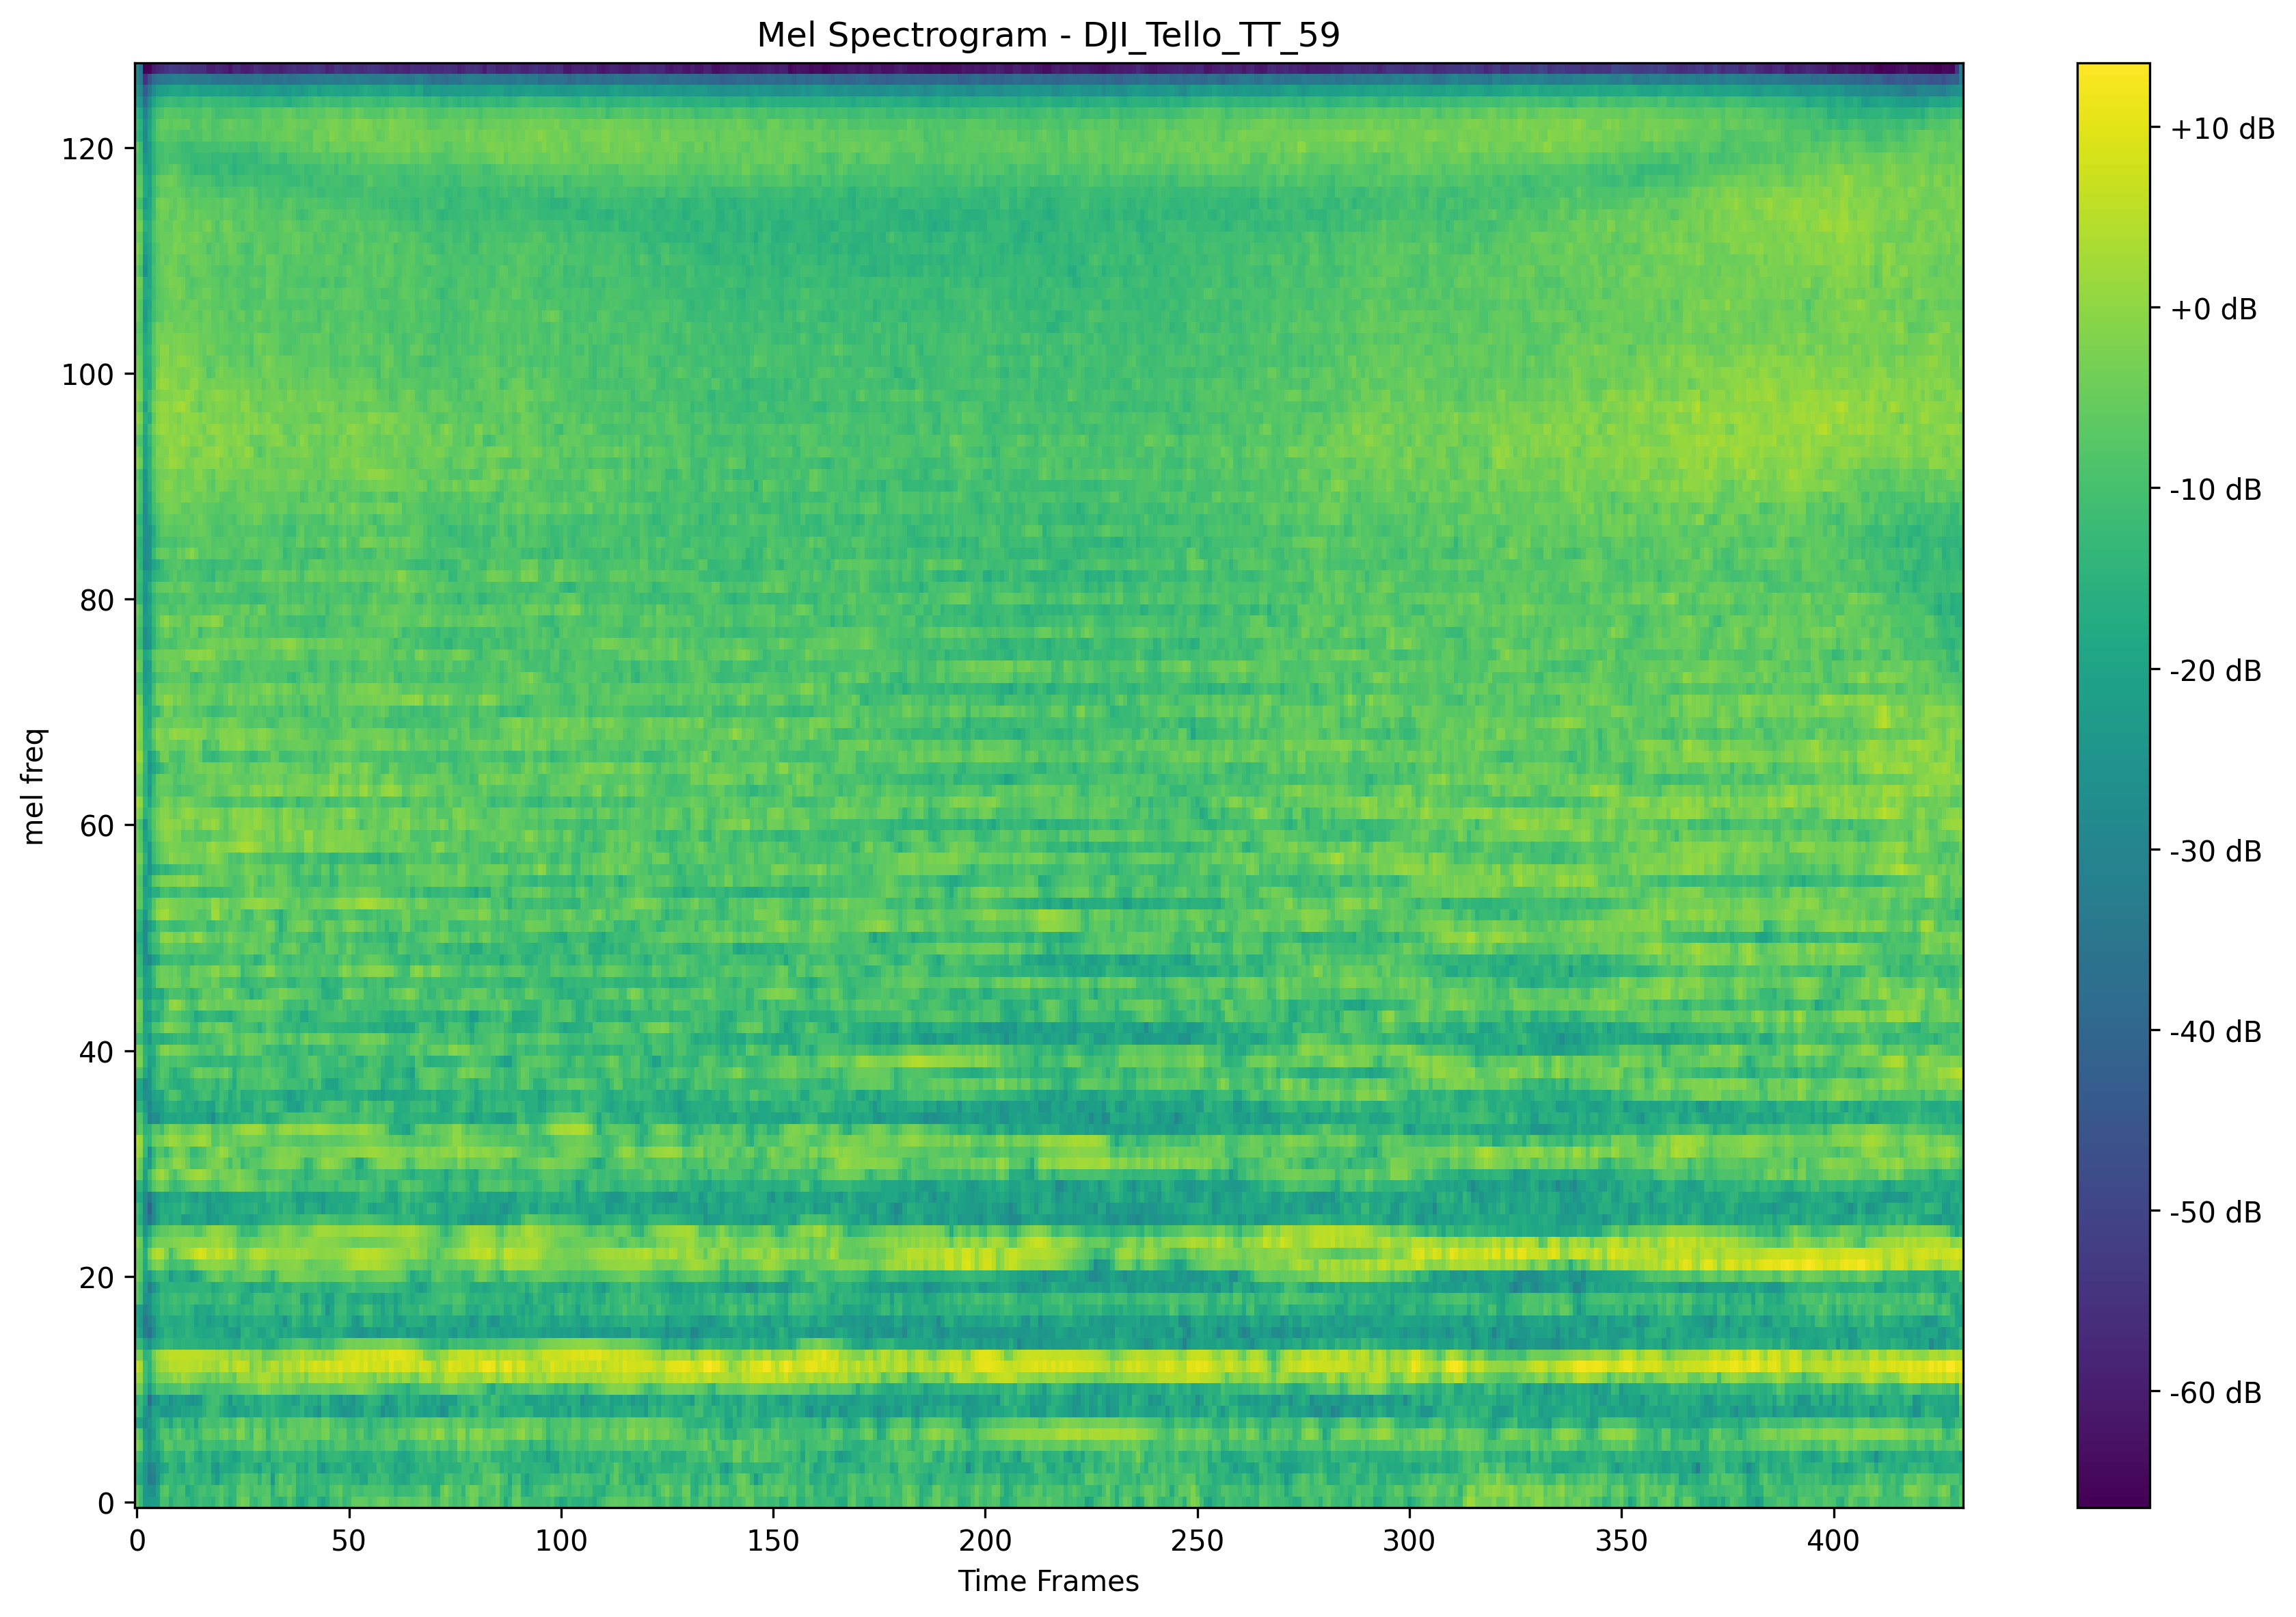 Mel Spectrogram - DJI_Tello_TT_59
mel freq
120
100
80
60
40
20
0
0 50 100 150 200 250 300 350 400
Time Frames
+10 dB
+0 dB
-10 dB
-20 dB
-30 dB
-40 dB
-50 dB
-60 dB